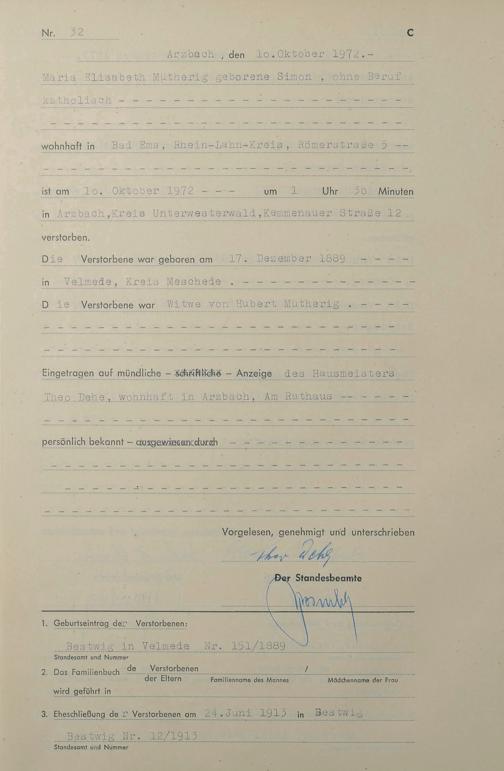 Nr. 32 C
Arzbach, den 10.Oktober 1972.-
Maria Elisabeth Mütherig geborene Simon , ohne Beruf
katholisch - - - - - - - - - - - - - - - - - -
- - - - - - - - - - - - - - - - - - - -
wohnhaft in Bad Ems, Rhein-Lahn-Kreis, Römerstraße 5 --
- - - - - - - - - - - - - - - - - - - -
ist am 10. Oktober 1972 - - - um 1 Uhr 30 Minuten
in Arzbach,Kreis Unterwesterwald,Kemmenauer Straße 12
verstorben.
Die Verstorbene war geboren am 17. Dezember 1889 - - - -
in Velmede, Kreis Meschede . - - - - - - - - - -
Die Verstorbene war Witwe von Hubert Mütherig . - - - -
- - - - - - - - - - - - - - - - - - - -
- - - - - - - - - - - - - - - - - - - -
Eingetragen auf mündliche – schriftliche – Anzeige des Hausmeisters
Theo Dehe, wohnhaft in Arzbach, Am Rathaus -- - - - -
- - - - - - - - - - - - - - - - - - - -
persönlich bekannt – ausgewiesen durch - - - - - - - - - -
- - - - - - - - - - - - - - - - - - - -
- - - - - - - - - - - - - - - - - - - -
- - - - - - - - - - - - - - - - - - - -
Vorgelesen, genehmigt und unterschrieben
Theo Dehe
Der Standesbeamte
1. Geburtseintrag der Verstorbenen:
Bestwig in Velmede Nr. 151/1889
Standesamt und Nummer
2. Das Familienbuch de Verstorbenen /
der Eltern Familienname des Mannes Mädchenname der Frau
wird geführt in
3. Eheschließung der Verstorbenen am 24.Juni 1913 in Bestwig
Bestwig Nr. 12/1913
Standesamt und Nummer